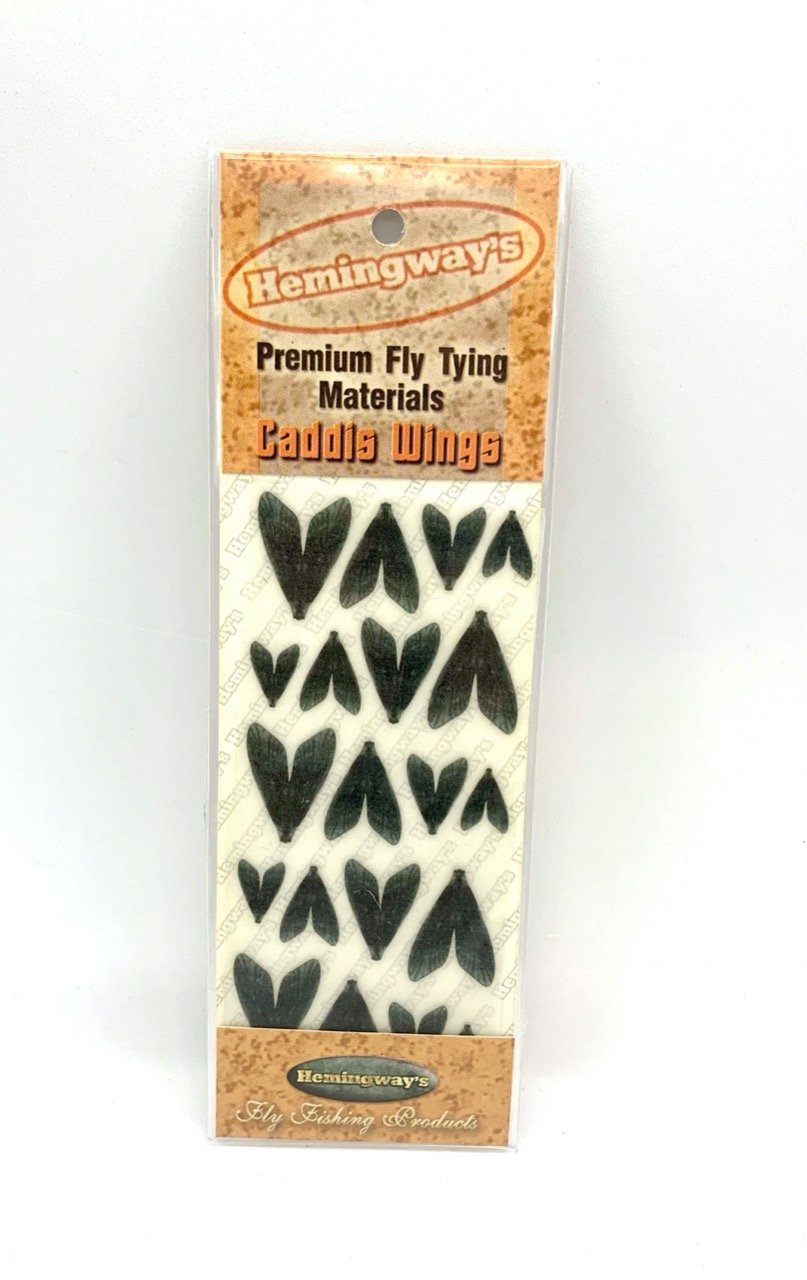 Hemingway's
Premium Fly Tying
Materials
Caddis Wings
Hemingway's
Fly Fishing Products